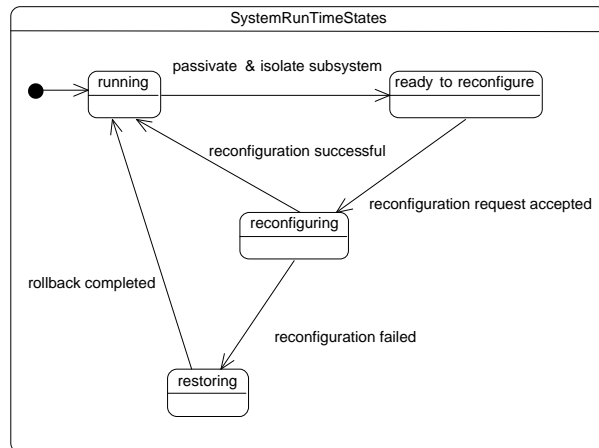 SystemRunTimeStates
running
passivate & isolate subsystem
ready to reconfigure
reconfiguration successful
reconfiguration request accepted
reconfiguring
rollback completed
reconfiguration failed
restoring